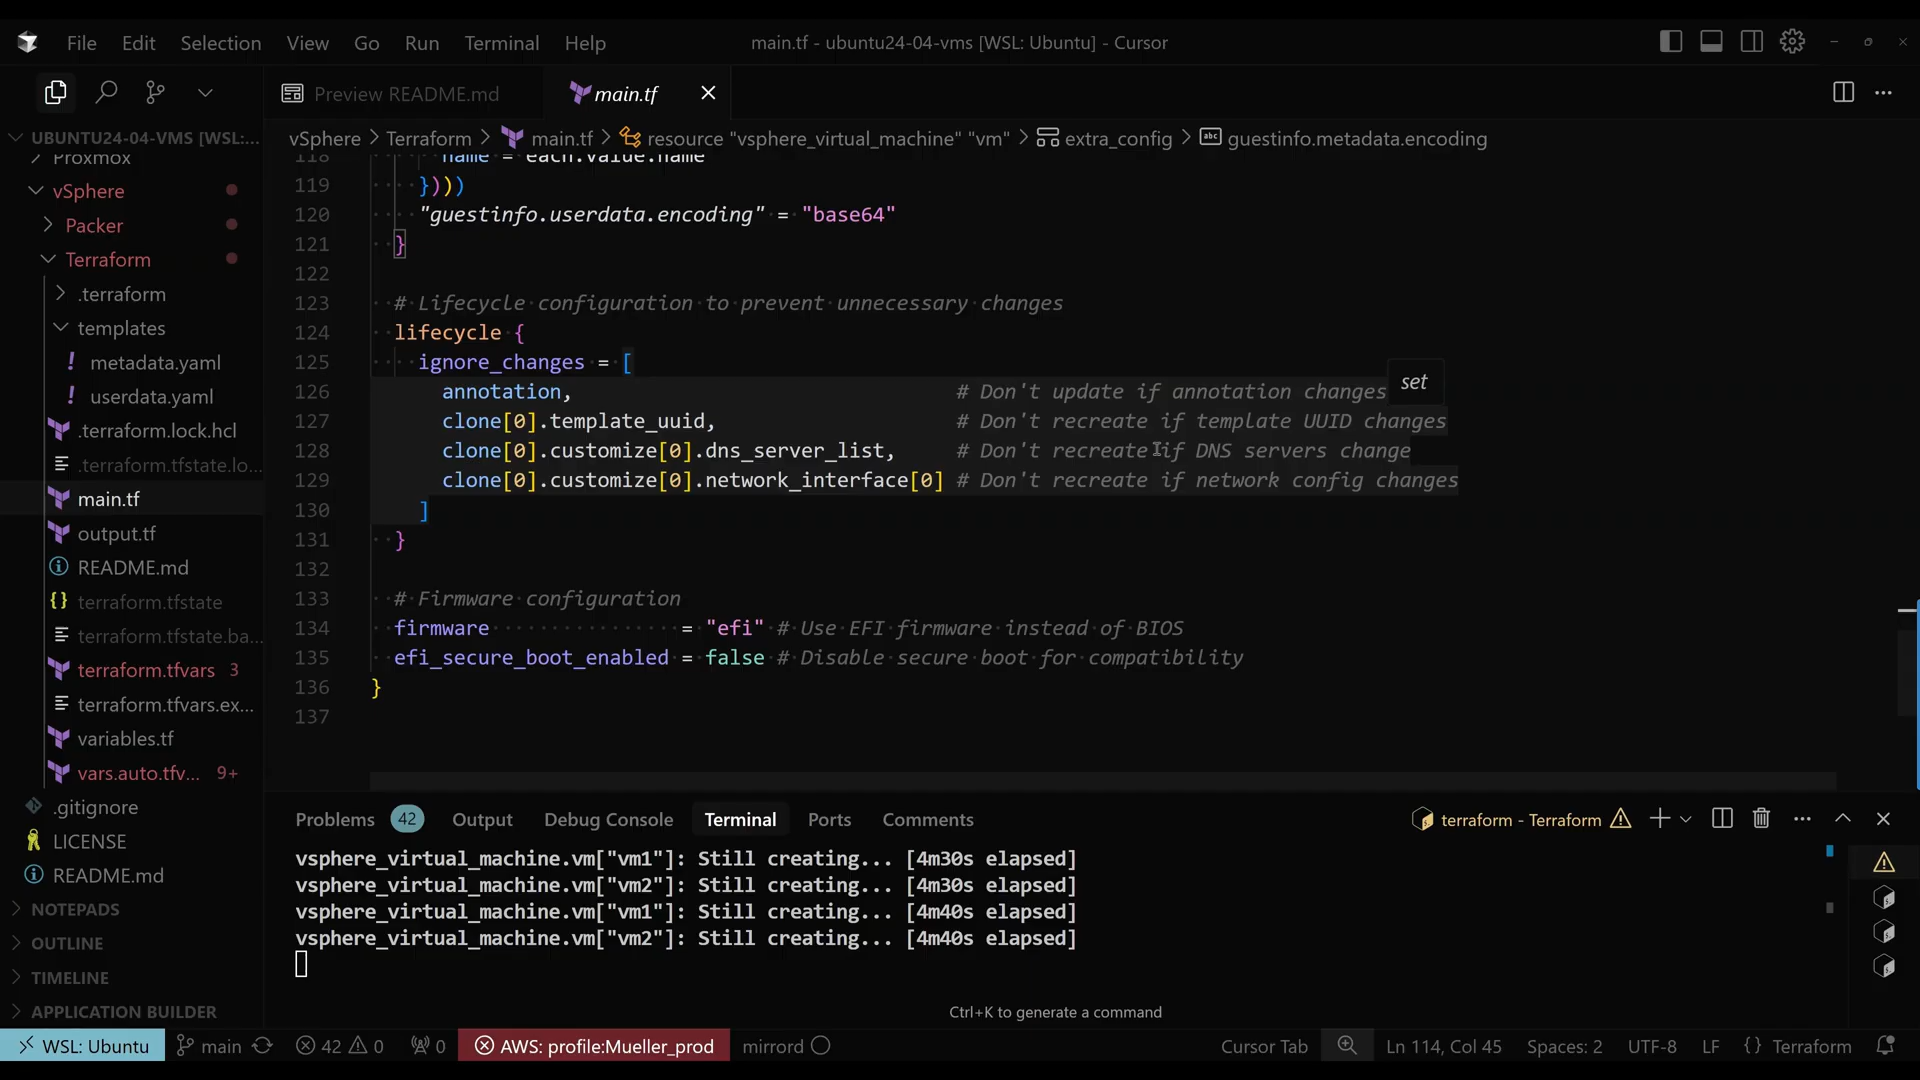 File Edit Selection View Go Run Terminal Help
main.tf - ubuntu24-04-vms [WSL: Ubuntu] - Cursor
Preview README.md
main.tf
vSphere > Terraform > main.tf > resource "vsphere_virtual_machine" "vm" > extra_config > guestinfo.metadata.encoding
UBUNTU24-04-VMS [WSL:...
Proxmox
vSphere
Packer
Terraform
.terraform
templates
! metadata.yaml
! userdata.yaml
.terraform.lock.hcl
.terraform.tfstate.lo...
main.tf
output.tf
README.md
{} terraform.tfstate
terraform.tfstate.ba...
terraform.tfvars 3
terraform.tfvars.ex...
variables.tf
vars.auto.tfv... 9+
.gitignore
LICENSE
README.md
NOTEPADS
OUTLINE
TIMELINE
APPLICATION BUILDER
118 name = each.value.name
119 })))
120 "guestinfo.userdata.encoding" = "base64"
121 }
122
123 # Lifecycle configuration to prevent unnecessary changes
124 lifecycle {
125 ignore_changes = [
126 annotation, # Don't update if annotation changes
set
127 clone[0].template_uuid, # Don't recreate if template UUID changes
128 clone[0].customize[0].dns_server_list, # Don't recreate if DNS servers change
129 clone[0].customize[0].network_interface[0] # Don't recreate if network config changes
130 ]
131 }
132
133 # Firmware configuration
134 firmware = "efi" # Use EFI firmware instead of BIOS
135 efi_secure_boot_enabled = false # Disable secure boot for compatibility
136 }
137
Problems 42 Output Debug Console Terminal Ports Comments
terraform - Terraform
vsphere_virtual_machine.vm["vm1"]: Still creating... [4m30s elapsed]
vsphere_virtual_machine.vm["vm2"]: Still creating... [4m30s elapsed]
vsphere_virtual_machine.vm["vm1"]: Still creating... [4m40s elapsed]
vsphere_virtual_machine.vm["vm2"]: Still creating... [4m40s elapsed]
Ctrl+K to generate a command
WSL: Ubuntu main 42 0 0 AWS: profile:Mueller_prod mirrord Cursor Tab Ln 114, Col 45 Spaces: 2 UTF-8 LF {} Terraform